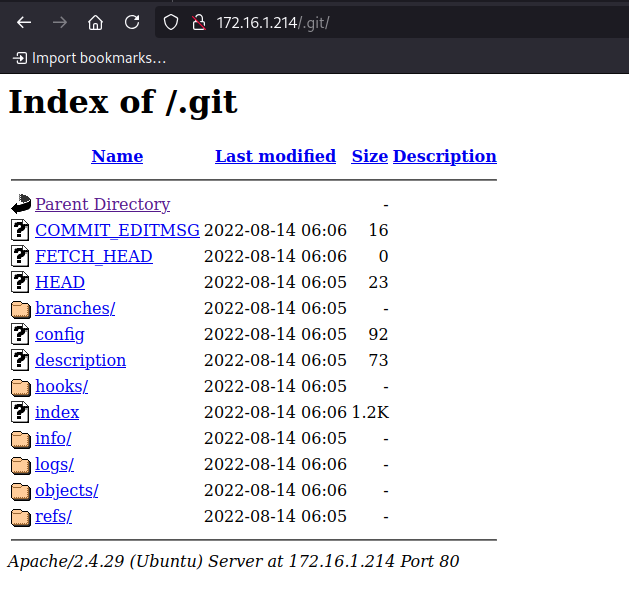 172.16.1.214/.git/
Import bookmarks...
Index of /.git
Name Last modified Size Description
Parent Directory -
COMMIT_EDITMSG 2022-08-14 06:06 16
FETCH_HEAD 2022-08-14 06:06 0
HEAD 2022-08-14 06:05 23
branches/ 2022-08-14 06:05 -
config 2022-08-14 06:05 92
description 2022-08-14 06:05 73
hooks/ 2022-08-14 06:05 -
index 2022-08-14 06:06 1.2K
info/ 2022-08-14 06:05 -
logs/ 2022-08-14 06:06 -
objects/ 2022-08-14 06:06 -
refs/ 2022-08-14 06:05 -
Apache/2.4.29 (Ubuntu) Server at 172.16.1.214 Port 80